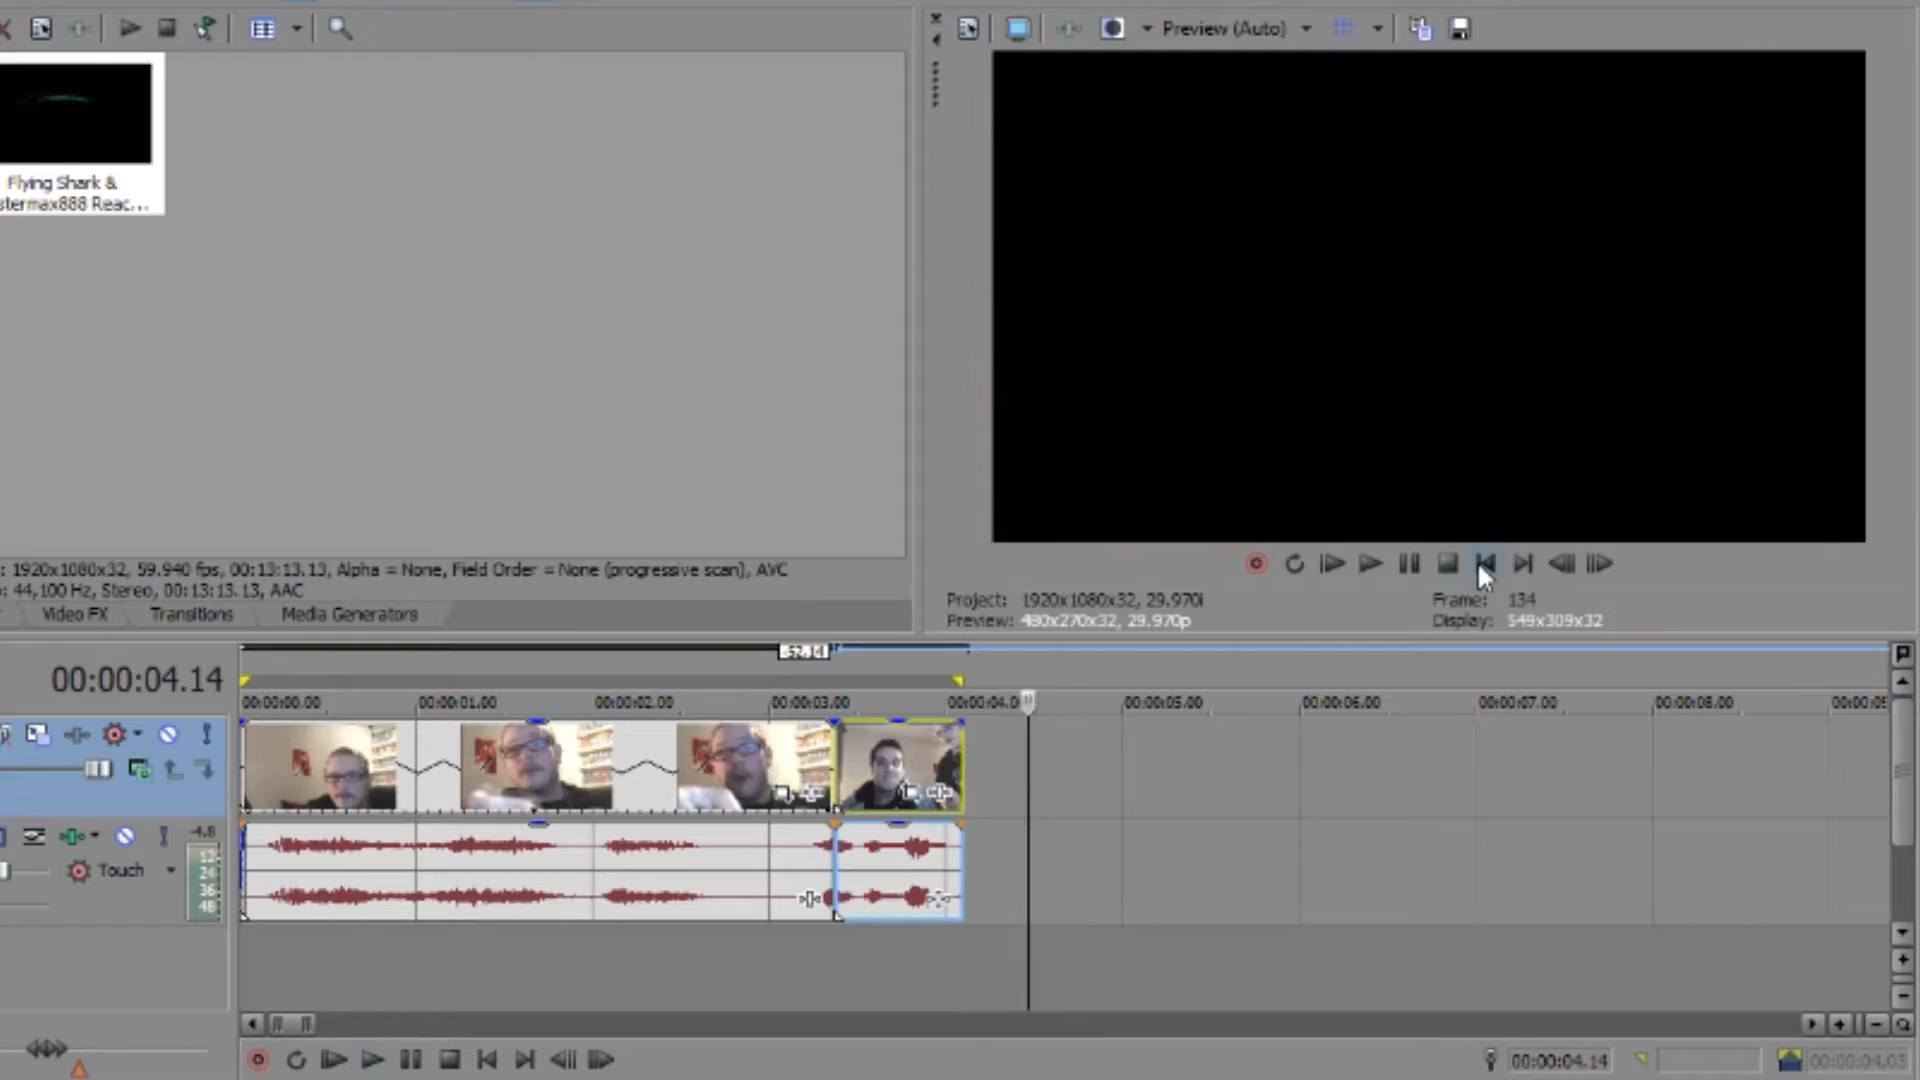 Preview (Auto)
Flying Shark &
stermax888 Reac...
: 1920x1080x32, 59.940 fps, 00:13:13.13, Alpha = None, Field Order = None (progressive scan), AVC
: 44,100 Hz, Stereo, 00:13:13.13, AAC
Video FX Transitions Media Generators
Project: 1920x1080x32, 29.970i
Frame: 134
Preview: 480x270x32, 29.970p
Display: 549x309x32
00:00:04.14
00:00:00.00 00:00:01.00 00:00:02.00 00:00:03.00 00:00:04.0 00:00:05.00 00:00:06.00 00:00:07.00 00:00:08.00 00:00:0
-4.8
12
24
36
48
Touch
00:00:04.14
00:00:04.03